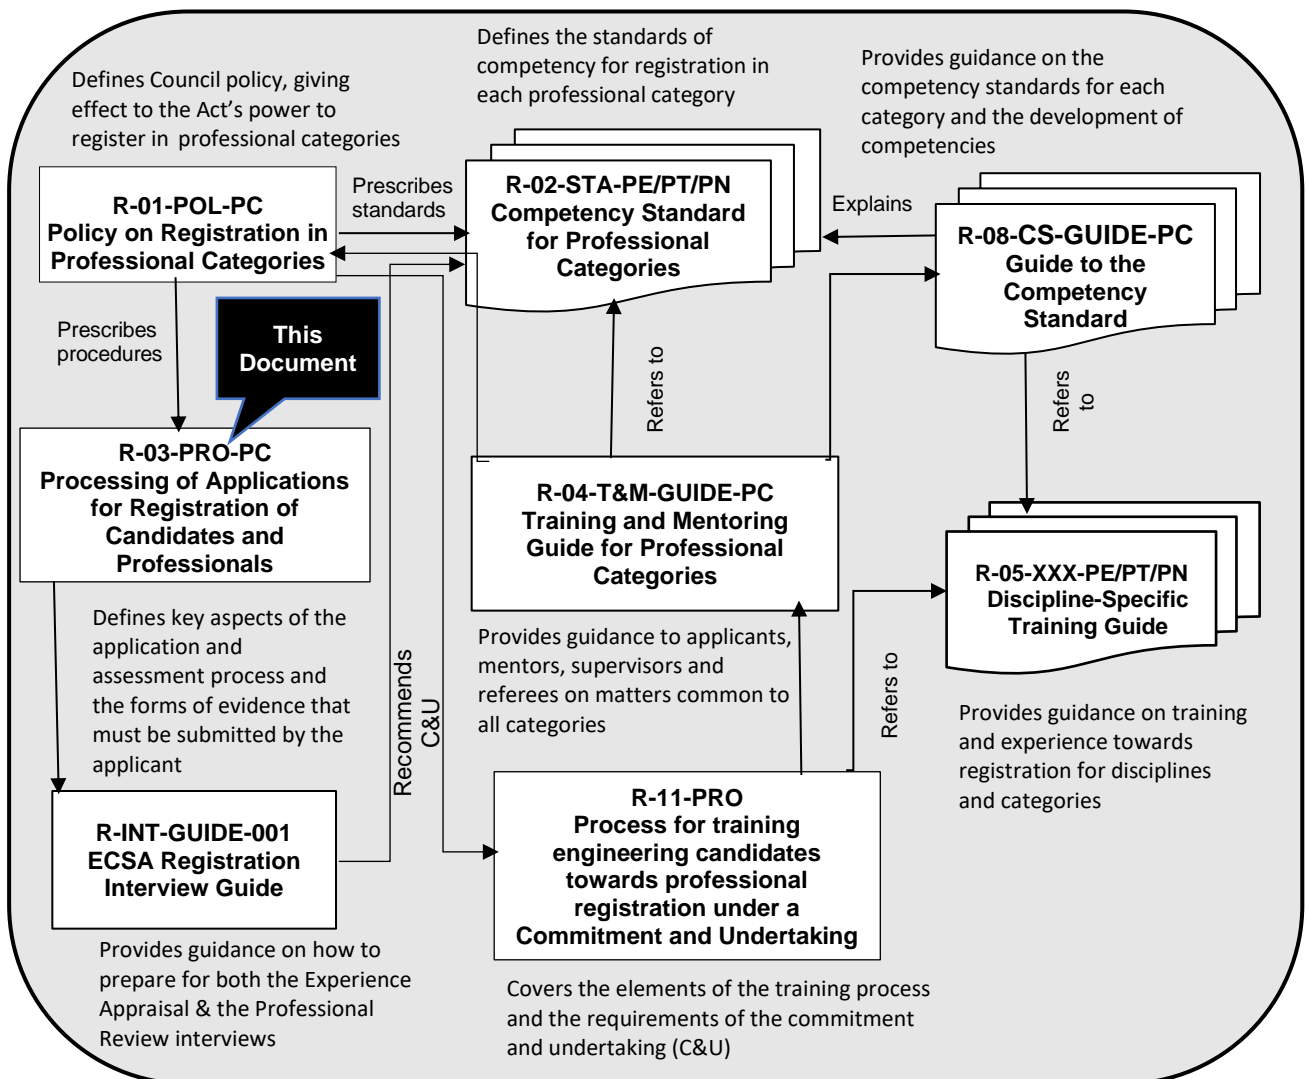 Defines Council policy, giving
effect to the Act's power to
register in professional categories
Defines the standards of
competency for registration in
each professional category
Provides guidance on the
competency standards for each
category and the development of
competencies
R-01-POL-PC
Policy on Registration in
Professional Categories
Prescribes
standards
R-02-STA-PE/PT/PN
Competency Standard
for Professional
Categories
Explains
R-08-CS-GUIDE-PC
Guide to the
Competency
Standard
Prescribes
procedures
This
Document
Refers to
Refers
to
R-03-PRO-PC
Processing of Applications
for Registration of
Candidates and
Professionals
R-04-T&M-GUIDE-PC
Training and Mentoring
Guide for Professional
Categories
R-05-XXX-PE/PT/PN
Discipline-Specific
Training Guide
Defines key aspects of the
application and
assessment process and
the forms of evidence that
must be submitted by the
applicant
Recommends
C&U
Provides guidance to applicants,
mentors, supervisors and
referees on matters common to
all categories
Refers to
Provides guidance on training
and experience towards
registration for disciplines
and categories
R-INT-GUIDE-001
ECSA Registration
Interview Guide
R-11-PRO
Process for training
engineering candidates
towards professional
registration under a
Commitment and Undertaking
Provides guidance on how to
prepare for both the Experience
Appraisal & the Professional
Review interviews
Covers the elements of the training process
and the requirements of the commitment
and undertaking (C&U)